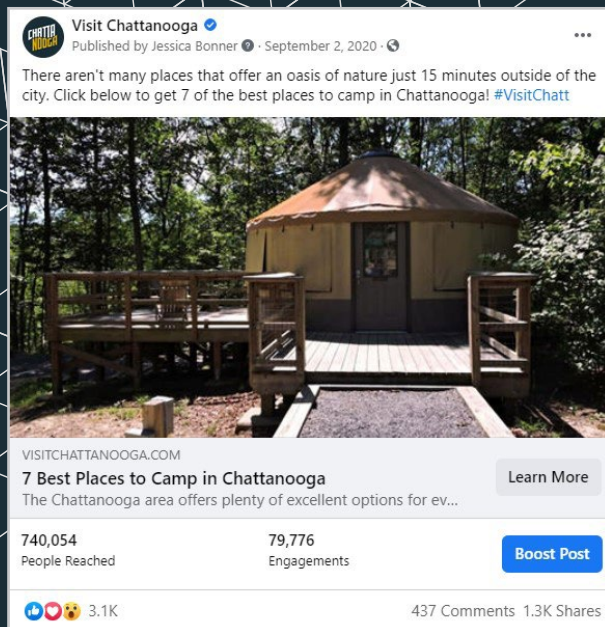 CHATTA
NOOGA
Visit Chattanooga
Published by Jessica Bonner · September 2, 2020 ·
There aren't many places that offer an oasis of nature just 15 minutes outside of the
city. Click below to get 7 of the best places to camp in Chattanooga! #VisitChatt
VISITCHATTANOOGA.COM
7 Best Places to Camp in Chattanooga
The Chattanooga area offers plenty of excellent options for ev...
Learn More
740,054
People Reached
79,776
Engagements
Boost Post
3.1K
437 Comments 1.3K Shares